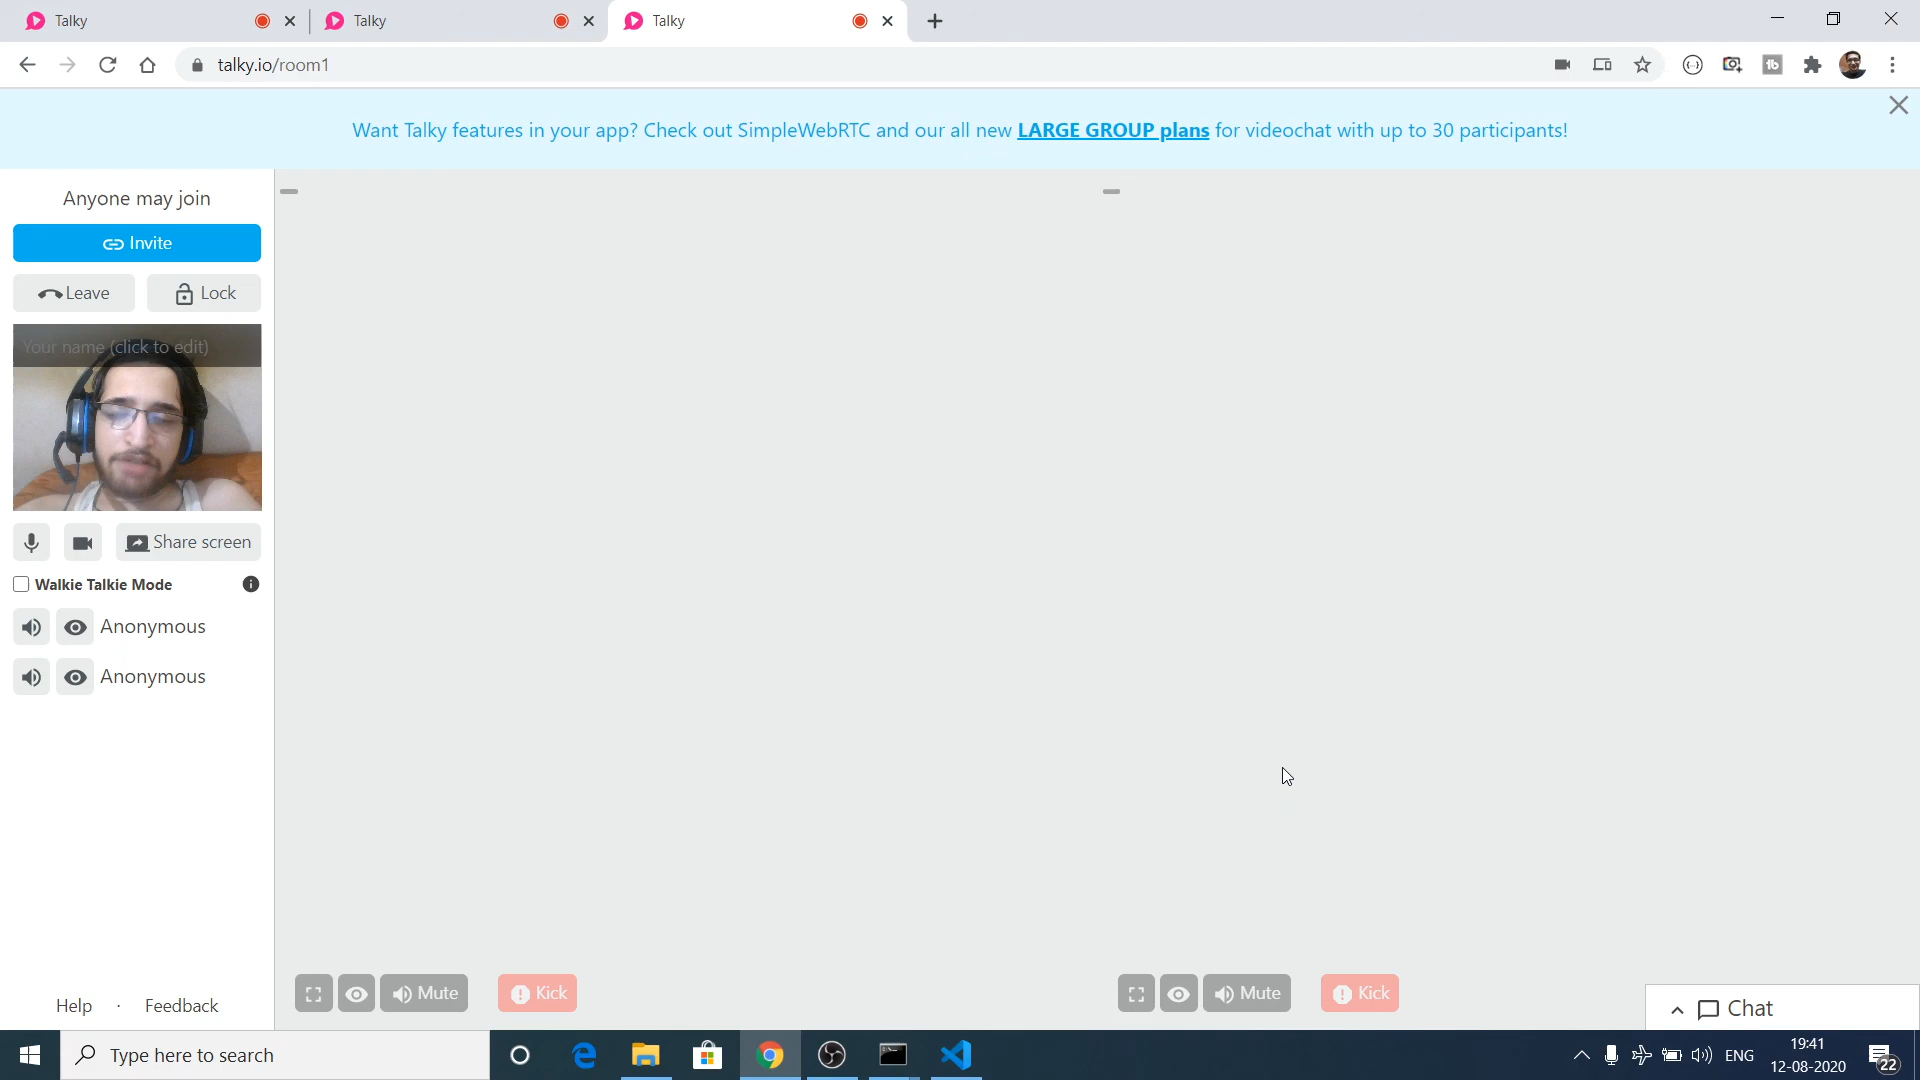 Talky
Talky
Talky
talky.io/room1
Want Talky features in your app? Check out SimpleWebRTC and our all new LARGE GROUP plans for videochat with up to 30 participants!
Anyone may join
Invite
Leave
Lock
Your name (click to edit)
Share screen
Walkie Talkie Mode
Anonymous
Anonymous
Help · Feedback
Mute
Kick
Mute
Kick
Chat
Type here to search
ENG
19:41
12-08-2020
22